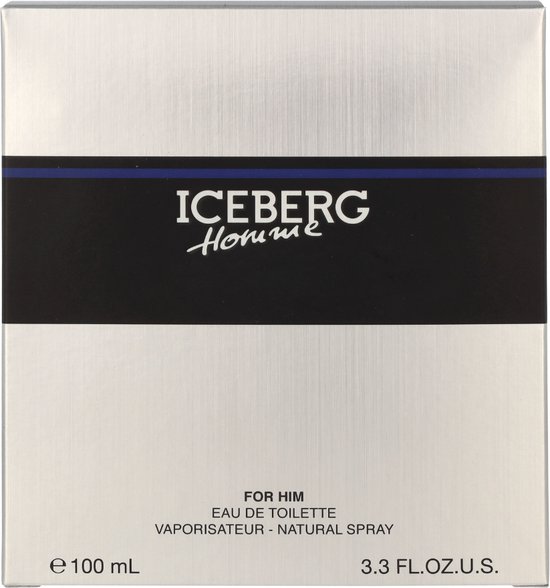 ICEBERG
Homme
FOR HIM
EAU DE TOILETTE
VAPORISATEUR - NATURAL SPRAY
℮ 100 mL 3.3 FL.OZ.U.S.